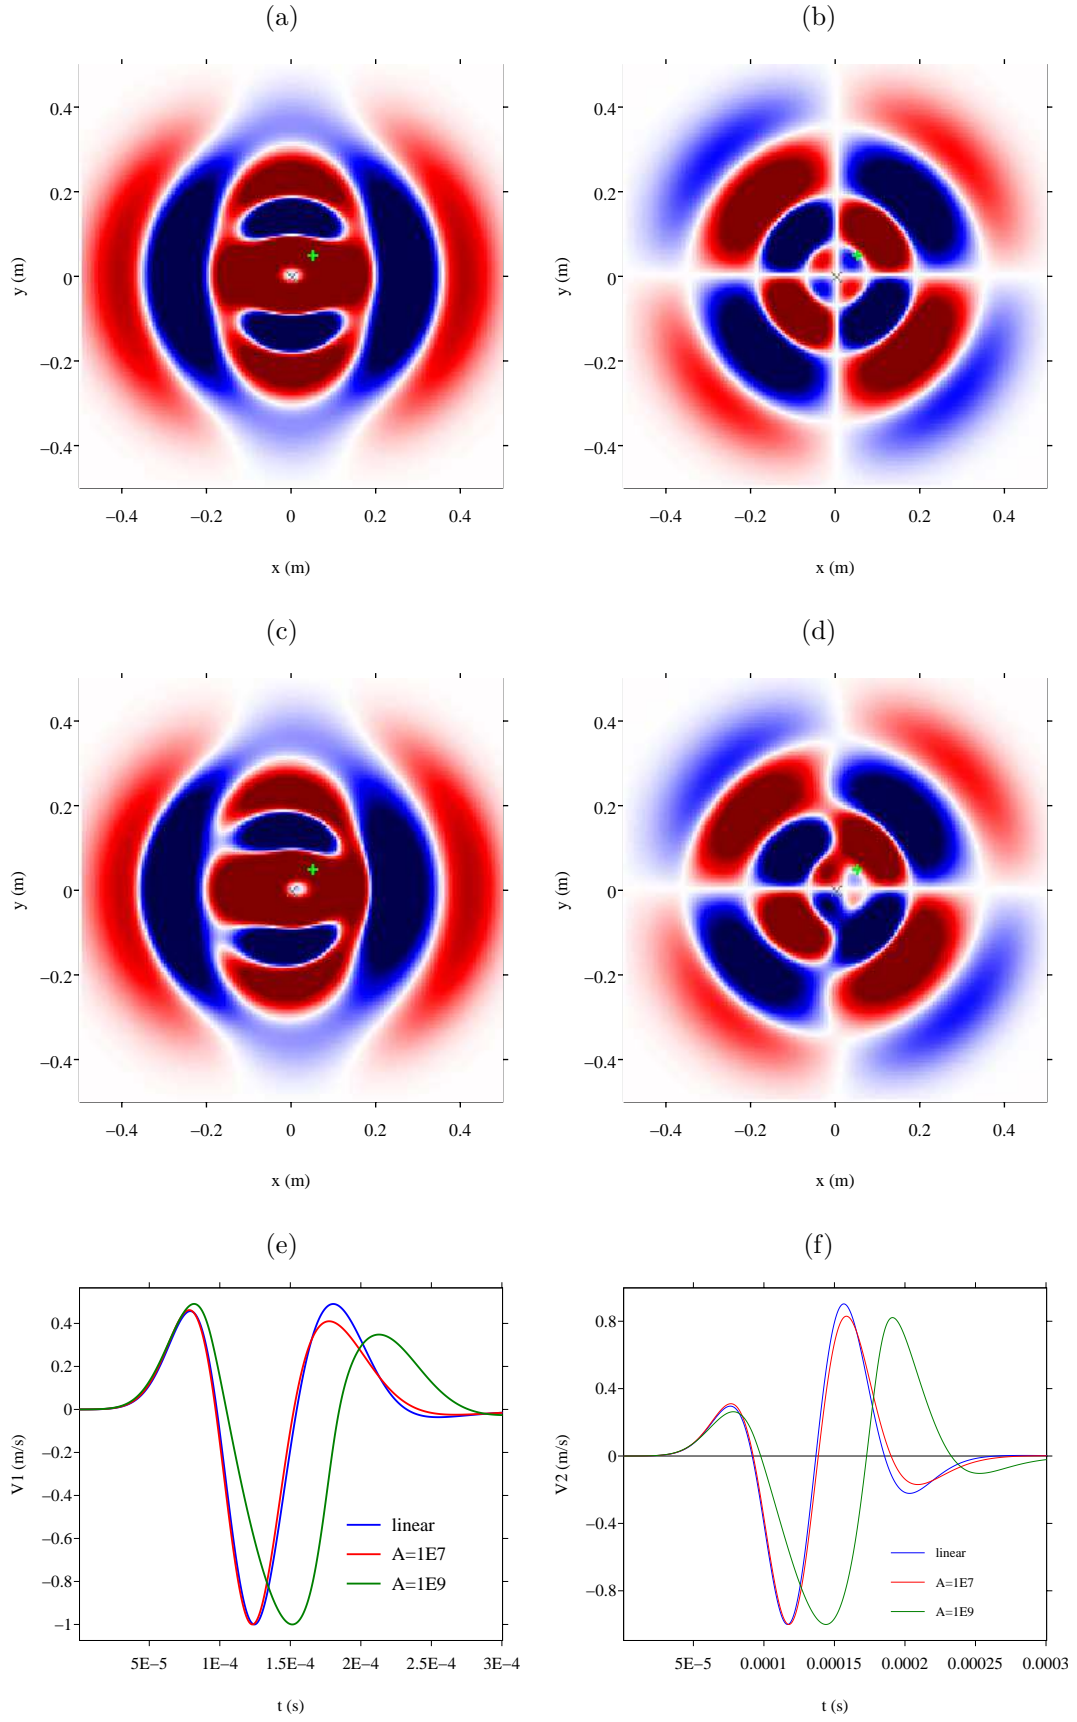 (a) (b)
0.4 0.4
0.2 0.2
y (m) 0 y (m) 0
−0.2 −0.2
−0.4 −0.4
−0.4 −0.2 0 0.2 0.4 −0.4 −0.2 0 0.2 0.4
x (m) x (m)
(c) (d)
0.4 0.4
0.2 0.2
y (m) 0 y (m) 0
−0.2 −0.2
−0.4 −0.4
−0.4 −0.2 0 0.2 0.4 −0.4 −0.2 0 0.2 0.4
x (m) x (m)
(e) (f)
V1 (m/s)
0.4
0.2
0
−0.2
−0.4
−0.6
−0.8
−1
linear
A=1E7
A=1E9
5E−5 1E−4 1.5E−4 2E−4 2.5E−4 3E−4
t (s)
V2 (m/s)
0.8
0.4
0
−0.4
−0.8
linear
A=1E7
A=1E9
5E−5 0.0001 0.00015 0.0002 0.00025 0.0003
t (s)